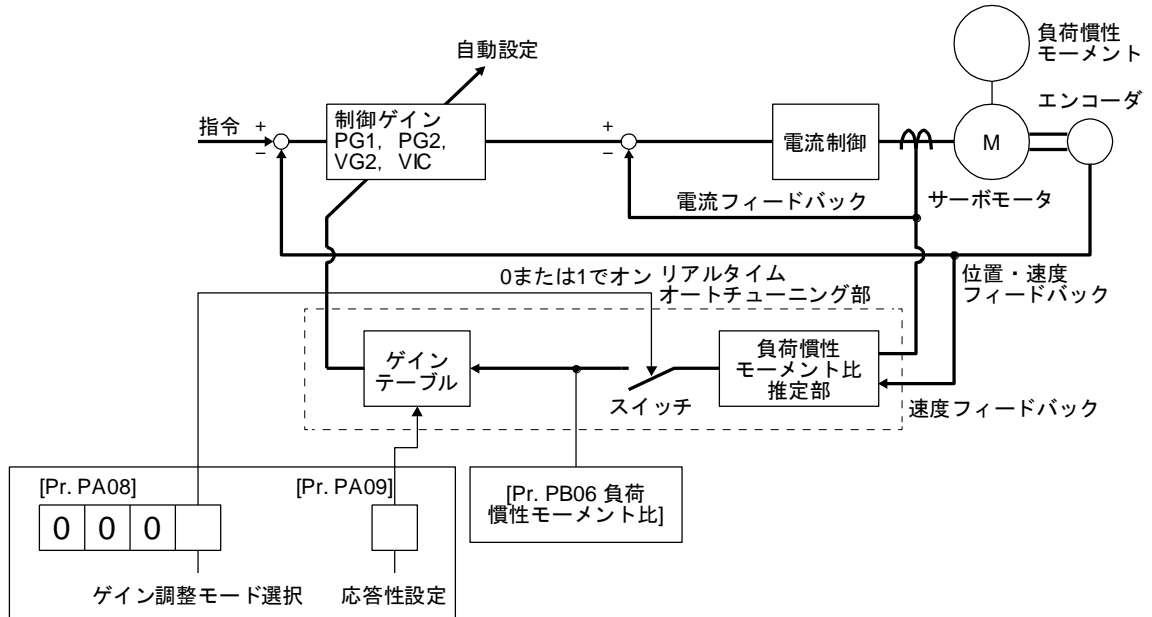 負荷慣性
モーメント
自動設定
エンコーダ
指令
+
−
制御ゲイン
PG1, PG2,
VG2, VIC
+
−
電流制御
M
電流フィードバック
サーボモータ
0または1でオン
リアルタイム
オートチューニング部
位置・速度
フィードバック
ゲイン
テーブル
スイッチ
負荷慣性
モーメント比
推定部
速度フィードバック
[Pr. PA08]
[Pr. PA09]
0 0 0
[Pr. PB06 負荷
慣性モーメント比]
ゲイン調整モード選択
応答性設定